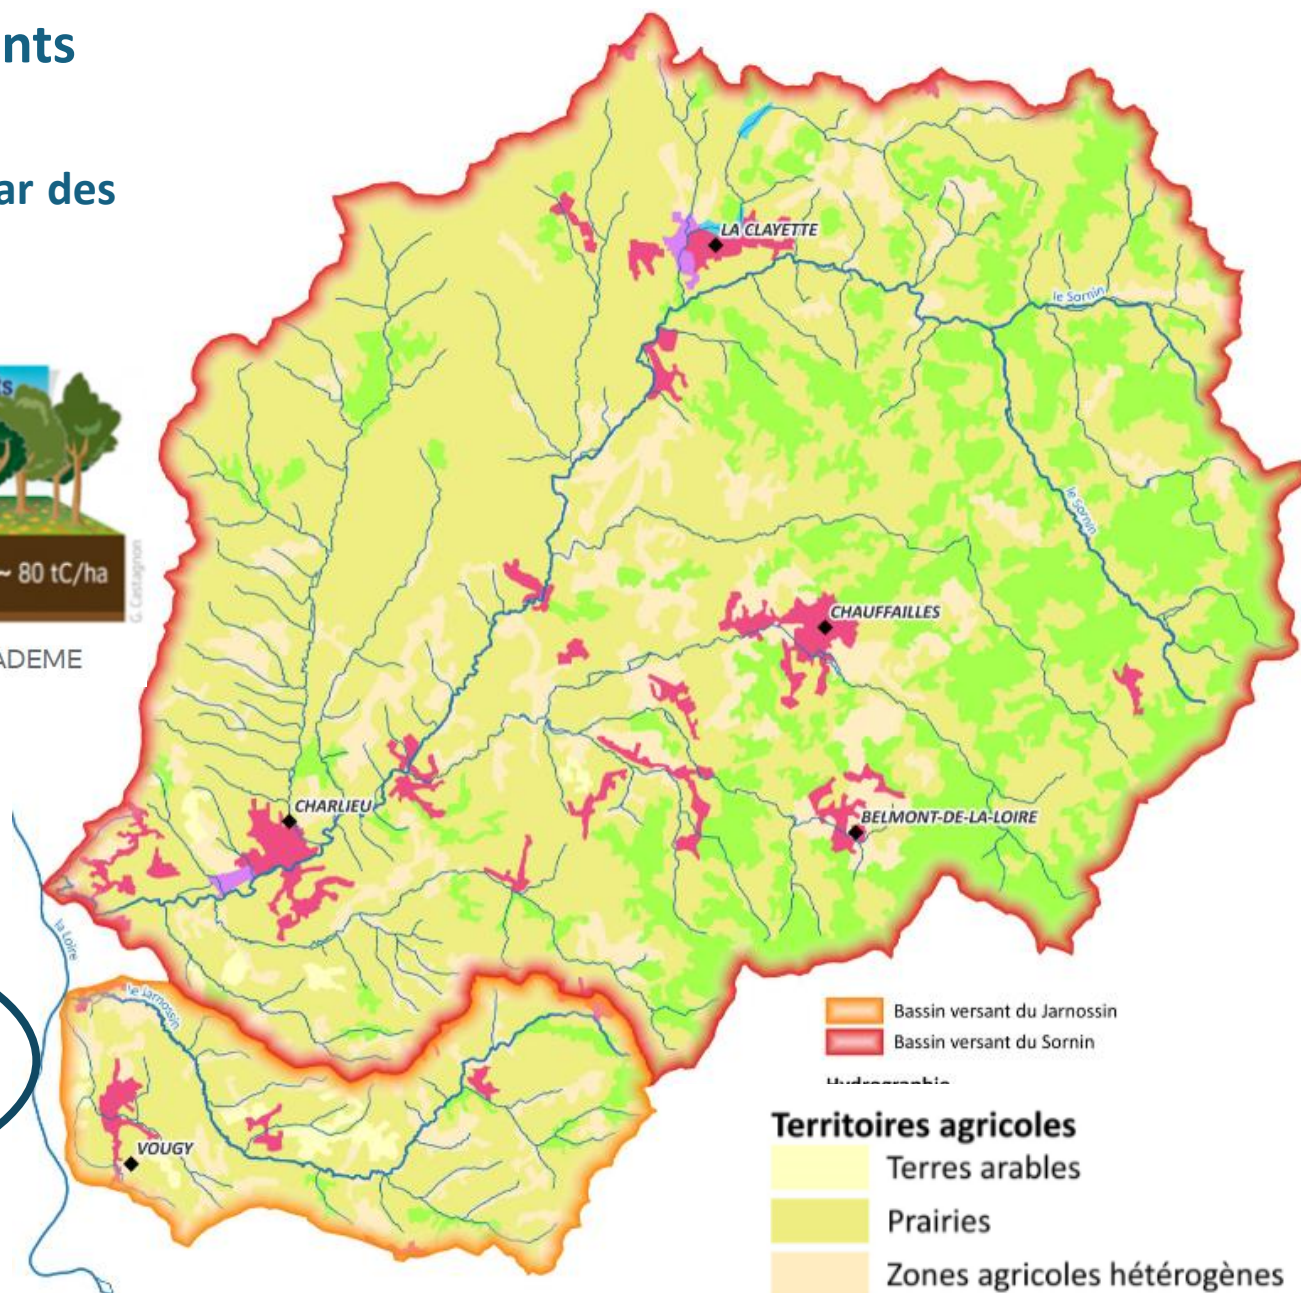 nts
ar des
ts
~ 80 tC/ha
G. Castagnon
ADEME
LA CLAYETTE
le Sornin
le Sornin
CHAUFFAILLES
CHARLIEU
BELMONT-DE-LA-LOIRE
la Loire
le Jarnossin
VOUGY
Bassin versant du Jarnossin
Bassin versant du Sornin
Hydrographie
Territoires agricoles
Terres arables
Prairies
Zones agricoles hétérogènes